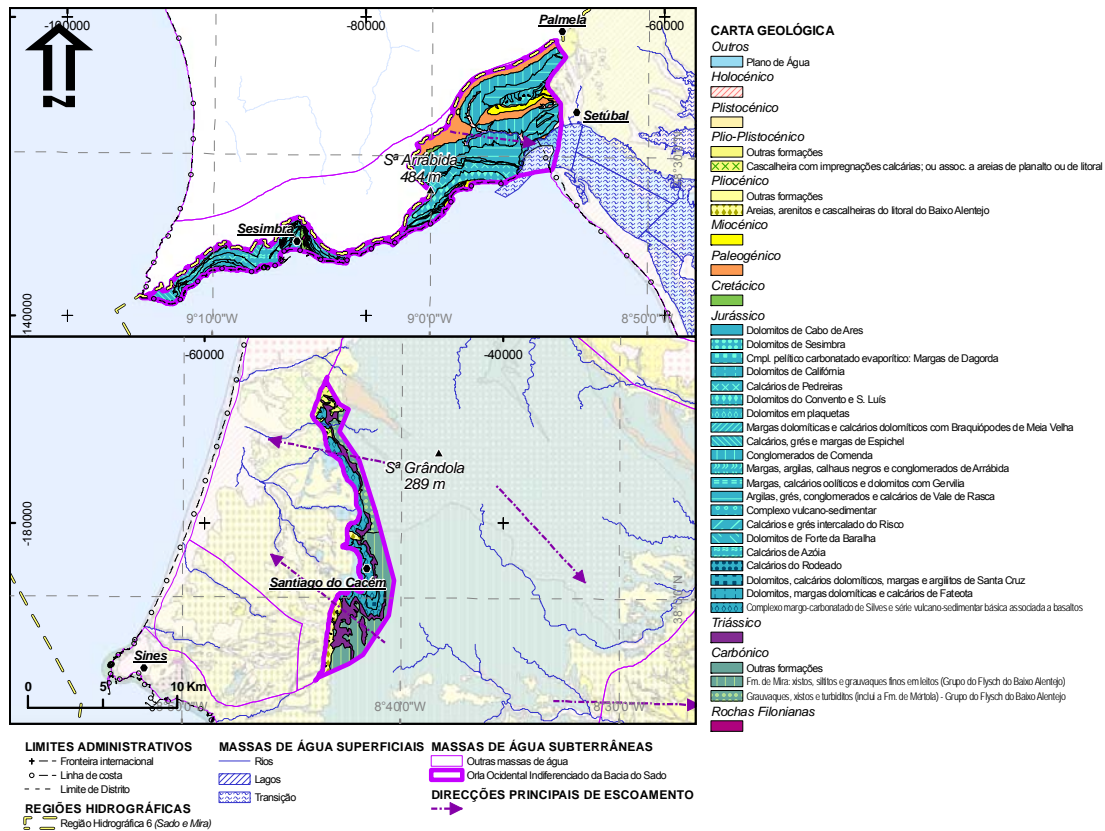 -100000
-80000
-60000
Palmela
Setúbal
Sª Arrábida
484 m
Sesimbra
N
140000
9°10'0"W
9°0'0"W
8°50'0"W
-60000
-40000
Sª Grândola
289 m
-180000
Santiago do Cacém
Sines
0 5 10 Km
8°40'0"W
8°30'0"W
CARTA GEOLÓGICA
Outros
Plano de Água
Holocénico
Plistocénico
Plio-Plistocénico
Outras formações
Cascalheira com impregnações calcárias; ou assoc. a areias de planalto ou de litoral
Pliocénico
Outras formações
Areias, arenitos e cascalheiras do litoral do Baixo Alentejo
Miocénico
Paleogénico
Cretácico
Jurássico
Dolomitos de Cabo de Ares
Dolomitos de Sesimbra
Cmpl. pelítico carbonatado evaporítico: Margas de Dagorda
Dolomitos de Califórnia
Calcários de Pedreiras
Dolomitos do Convento e S. Luís
Dolomitos em plaquetas
Margas dolomíticas e calcários dolomíticos com Braquiópodes de Meia Velha
Calcários, grés e margas de Espichel
Conglomerados de Comenda
Margas, argilas, calhaus negros e conglomerados de Arrábida
Margas, calcários oolíticos e dolomitos com Gervilia
Argilas, grés, conglomerados e calcários de Vale de Rasca
Complexo vulcano-sedimentar
Calcários e grés intercalado do Risco
Dolomitos de Forte da Baralha
Calcários de Azóia
Calcários do Rodeado
Dolomitos, calcários dolomíticos, margas e argilitos de Santa Cruz
Dolomitos, margas dolomíticas e calcários de Fateota
Complexo margo-carbonatado de Silves e série vulcano-sedimentar básica associada a basaltos
Triássico
Carbónico
Outras formações
Fm. de Mira: xistos, siltitos e grauvaques finos em leitos (Grupo do Flysch do Baixo Alentejo)
Grauvaques, xistos e turbiditos (inclui a Fm. de Mértola) - Grupo do Flysch do Baixo Alentejo
Rochas Filonianas
LIMITES ADMINISTRATIVOS
Fronteira internacional
Linha de costa
Limite de Distrito
REGIÕES HIDROGRÁFICAS
Região Hidrográfica 6 (Sado e Mira)
MASSAS DE ÁGUA SUPERFICIAIS
Rios
Lagos
Transição
MASSAS DE ÁGUA SUBTERRÂNEAS
Outras massas de água
Orla Ocidental Indiferenciado da Bacia do Sado
DIRECÇÕES PRINCIPAIS DE ESCOAMENTO